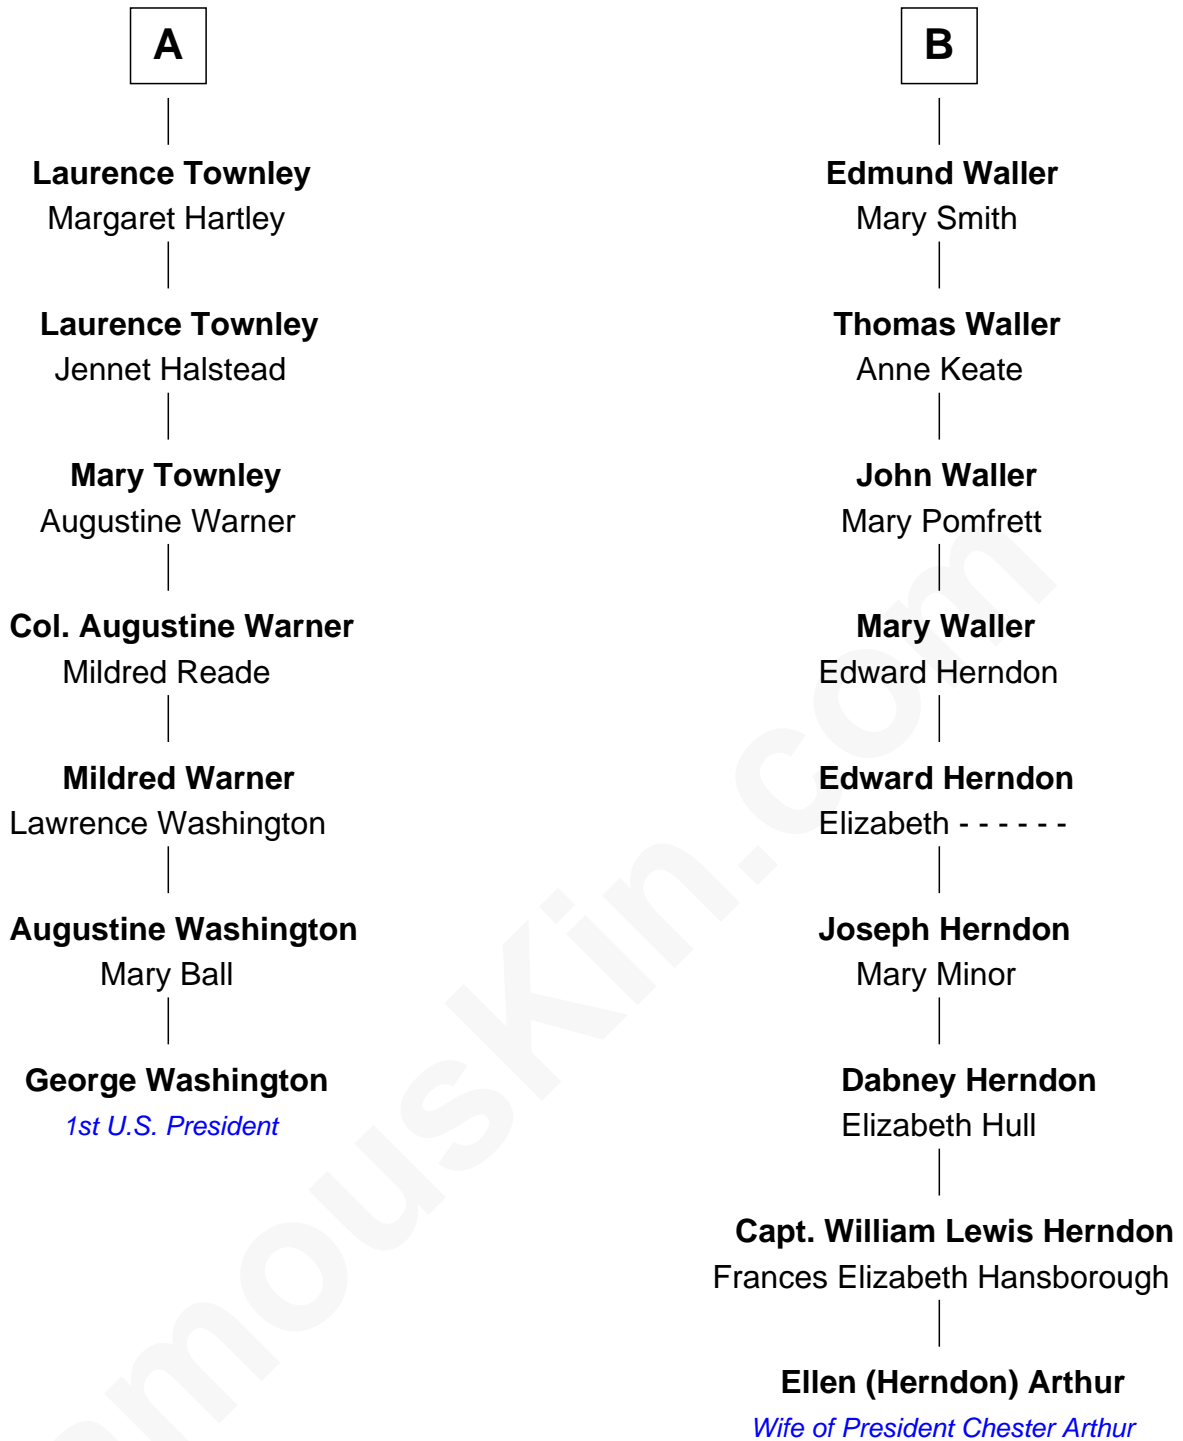 A
Laurence Townley
Margaret Hartley
Laurence Townley
Jennet Halstead
Mary Townley
Augustine Warner
Col. Augustine Warner
Mildred Reade
Mildred Warner
Lawrence Washington
Augustine Washington
Mary Ball
George Washington
1st U.S. President
B
Edmund Waller
Mary Smith
Thomas Waller
Anne Keate
John Waller
Mary Pomfrett
Mary Waller
Edward Herndon
Edward Herndon
Elizabeth - - - - - -
Joseph Herndon
Mary Minor
Dabney Herndon
Elizabeth Hull
Capt. William Lewis Herndon
Frances Elizabeth Hansborough
Ellen (Herndon) Arthur
Wife of President Chester Arthur
amousKin.com